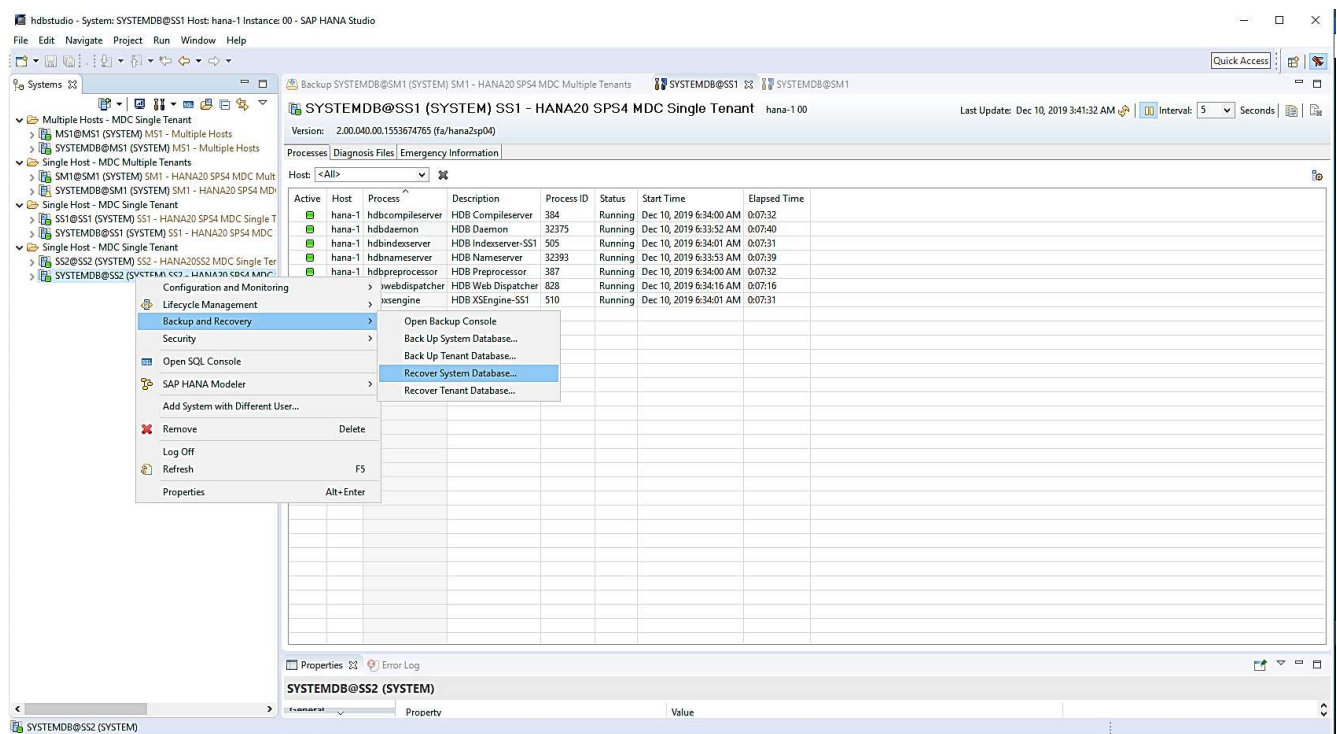 hdbstudio - System: SYSTEMDB@SS1 Host: hana-1 Instance: 00 - SAP HANA Studio
File Edit Navigate Project Run Window Help
Quick Access
Systems
Backup SYSTEMDB@SM1 (SYSTEM) SM1 - HANA20 SPS4 MDC Multiple Tenants SYSTEMDB@SS1 SYSTEMDB@SM1
SYSTEMDB@SS1 (SYSTEM) SS1 - HANA20 SPS4 MDC Single Tenant hana-1 00
Last Update: Dec 10, 2019 3:41:32 AM Interval: 5 Seconds
Version: 2.00.040.00.1553674765 (fa/hana2sp04)
Processes Diagnosis Files Emergency Information
Host: <All>
Multiple Hosts - MDC Single Tenant
MS1@MS1 (SYSTEM) MS1 - Multiple Hosts
SYSTEMDB@MS1 (SYSTEM) MS1 - Multiple Hosts
Single Host - MDC Multiple Tenants
SM1@SM1 (SYSTEM) SM1 - HANA20 SPS4 MDC Mult
SYSTEMDB@SM1 (SYSTEM) SM1 - HANA20 SPS4 MD
Single Host - MDC Single Tenant
SS1@SS1 (SYSTEM) SS1 - HANA20 SPS4 MDC Single T
SYSTEMDB@SS1 (SYSTEM) SS1 - HANA20 SPS4 MDC
Single Host - MDC Single Tenant
SS2@SS2 (SYSTEM) SS2 - HANA20SS2 MDC Single Ter
SYSTEMDB@SS2 (SYSTEM) SS2 - HANA20 SPS4 MDC
Active Host Process Description Process ID Status Start Time Elapsed Time
hana-1 hdbcompileserver HDB Compileserver 384 Running Dec 10, 2019 6:34:00 AM 0:07:32
hana-1 hdbdaemon HDB Daemon 32375 Running Dec 10, 2019 6:33:52 AM 0:07:40
hana-1 hdbindexserver HDB Indexserver-SS1 505 Running Dec 10, 2019 6:34:01 AM 0:07:31
hana-1 hdbnameserver HDB Nameserver 32393 Running Dec 10, 2019 6:33:53 AM 0:07:39
hana-1 hdbpreprocessor HDB Preprocessor 387 Running Dec 10, 2019 6:34:00 AM 0:07:32
webdispatcher HDB Web Dispatcher 828 Running Dec 10, 2019 6:34:16 AM 0:07:16
xsengine HDB XSEngine-SS1 510 Running Dec 10, 2019 6:34:01 AM 0:07:31
Configuration and Monitoring
Lifecycle Management
Backup and Recovery
Security
Open SQL Console
SAP HANA Modeler
Add System with Different User...
Remove Delete
Log Off
Refresh F5
Properties Alt+Enter
Open Backup Console
Back Up System Database...
Back Up Tenant Database...
Recover System Database...
Recover Tenant Database...
Properties Error Log
SYSTEMDB@SS2 (SYSTEM)
General Property Value
SYSTEMDB@SS2 (SYSTEM)